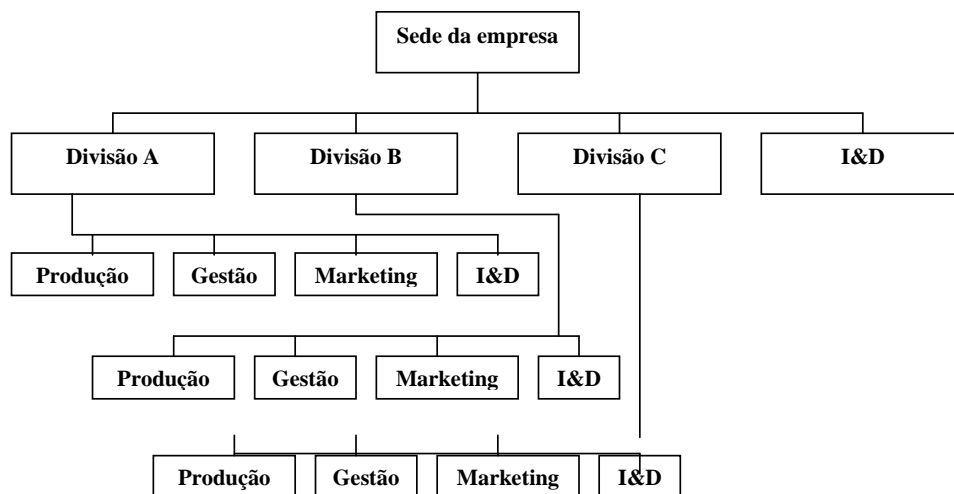 Sede da empresa
Divisão A Divisão B Divisão C I&D
Produção Gestão Marketing I&D
Produção Gestão Marketing I&D
Produção Gestão Marketing I&D